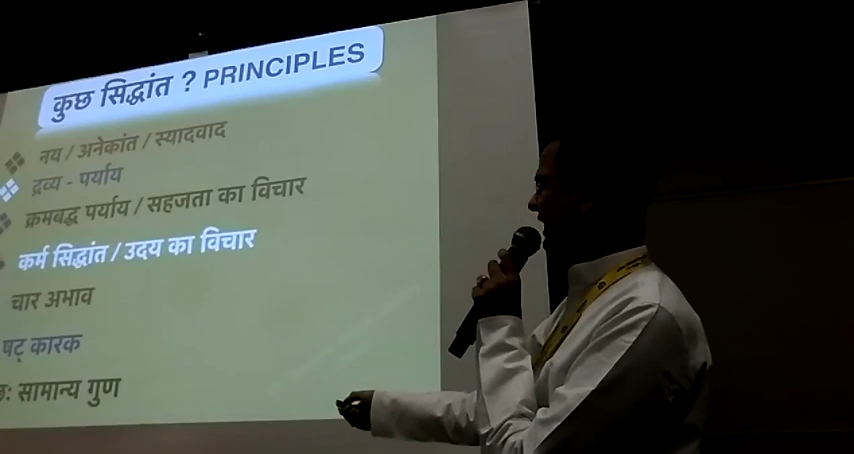 कुछ सिद्धांत ? PRINCIPLES
नय / अनेकांत / स्यादवाद
द्रव्य - पर्याय
क्रमबद्ध पर्याय / सहजता का विचार
कर्म सिद्धांत / उदय का विचार
चार अभाव
षट् कारक
सामान्य गुण